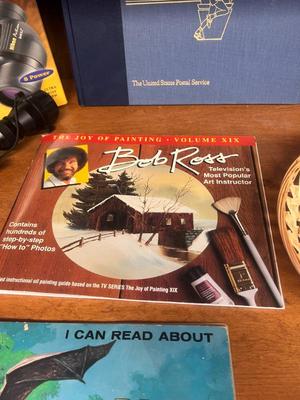 8 Power
The United States Postal Service
THE JOY OF PAINTING • VOLUME XIX
Bob Ross
Television's
Most Popular
Art Instructor
Contains
hundreds of
step-by-step
"How to" Photos
instructional oil painting guide based on the TV SERIES The Joy of Painting XIX
I CAN READ ABOUT